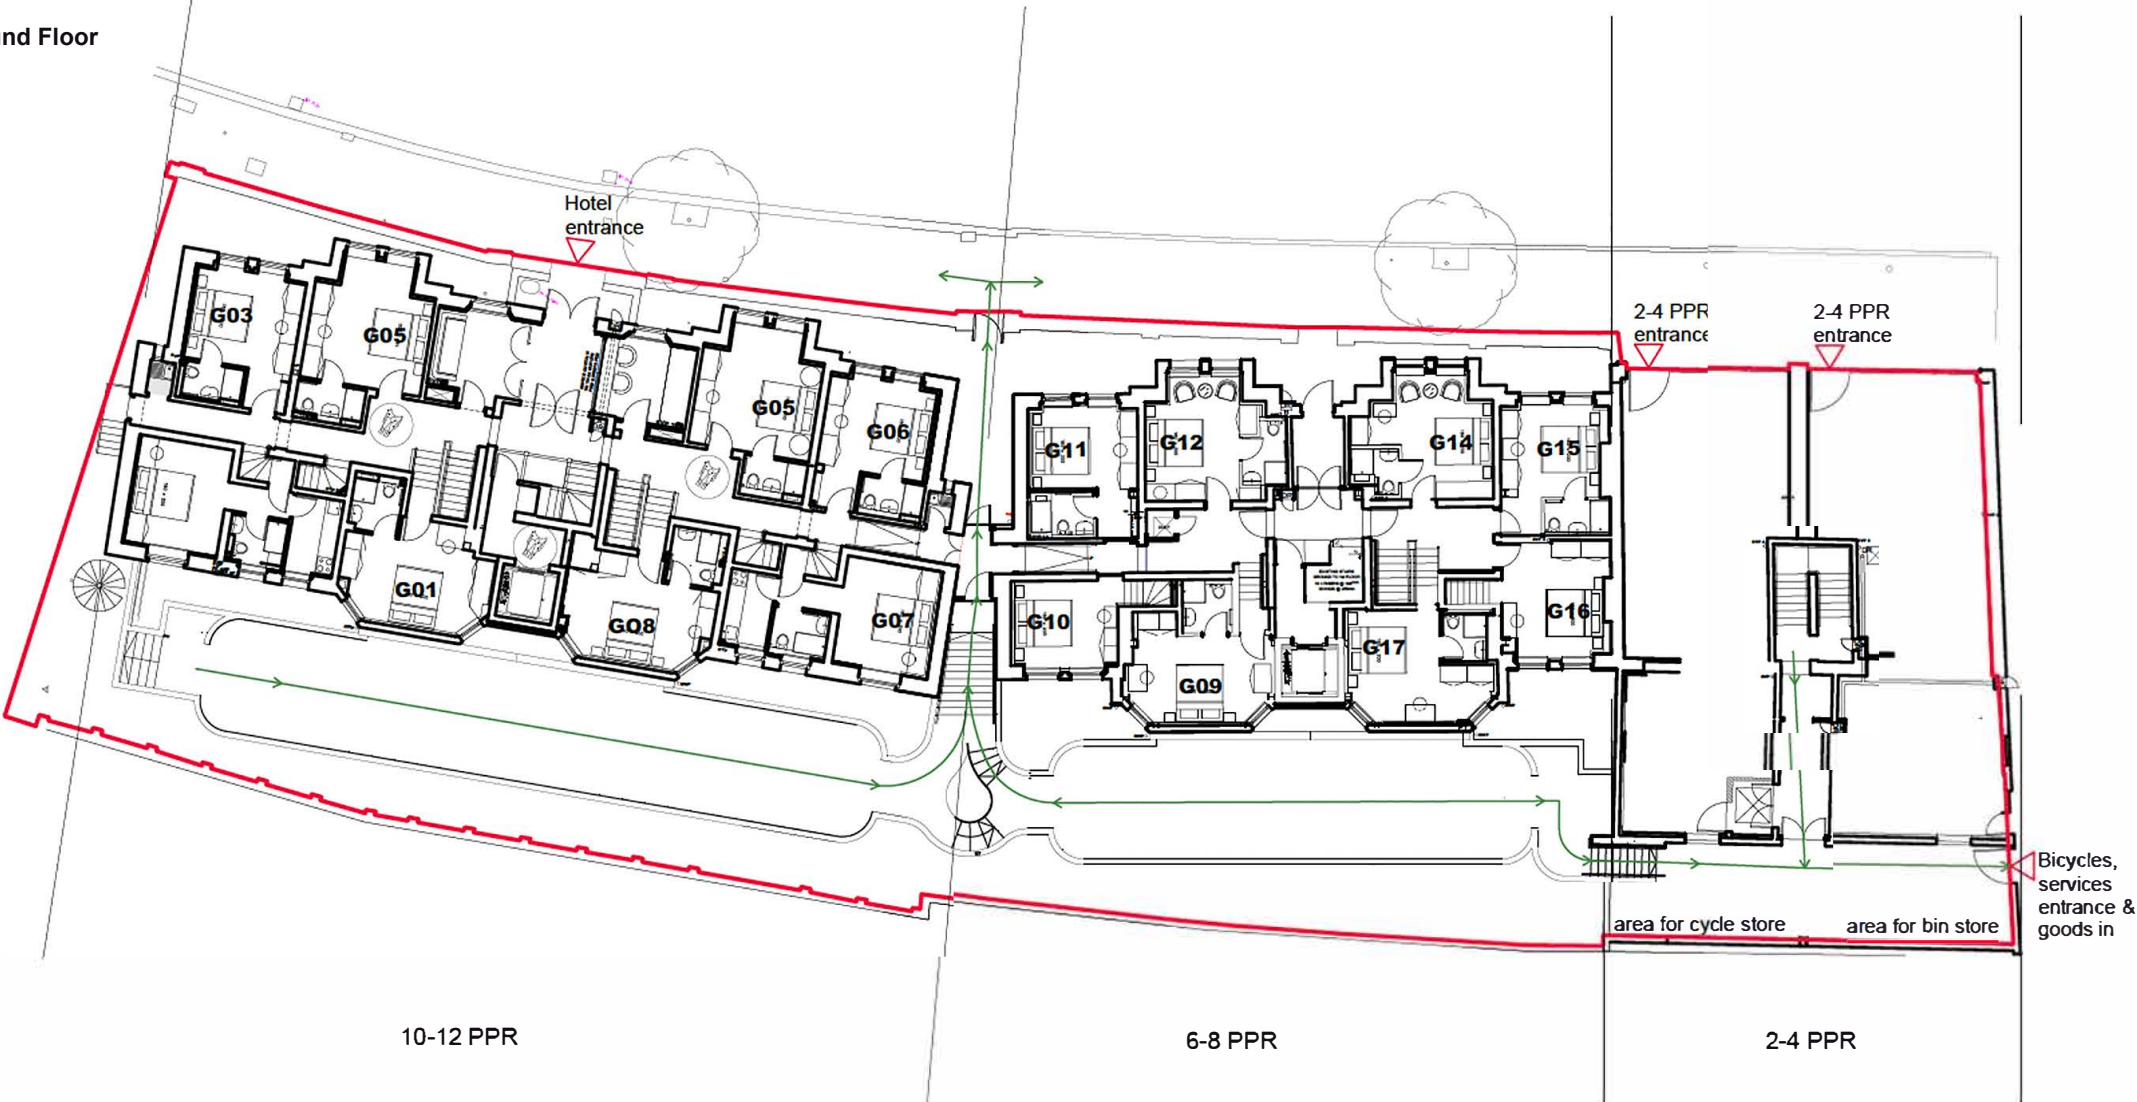 und Floor
Hotel
entrance
2-4 PPR
entrance
2-4 PPR
entrance
G03
G05
G05
G06
G11
G12
G14
G15
G01
G08
G07
G10
G09
G17
G16
Bicycles,
services
entrance &
goods in
area for cycle store
area for bin store
10-12 PPR
6-8 PPR
2-4 PPR